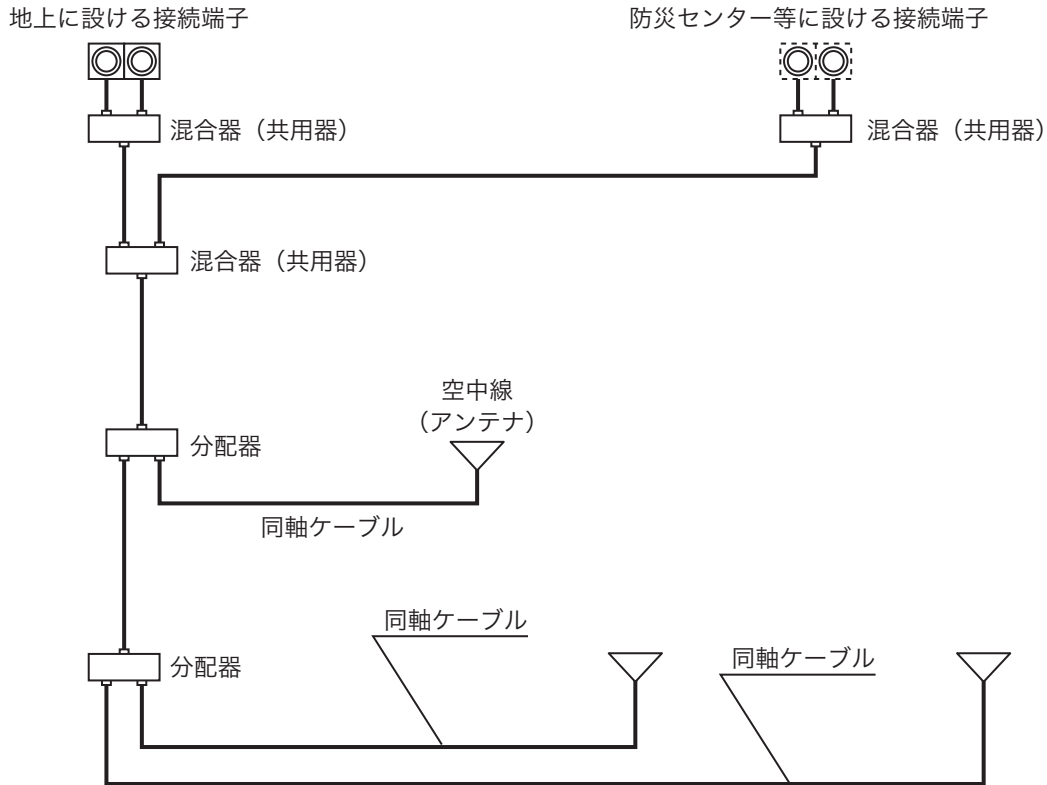 地上に設ける接続端子
防災センター等に設ける接続端子
混合器（共用器）
混合器（共用器）
混合器（共用器）
空中線
（アンテナ）
分配器
同軸ケーブル
同軸ケーブル
分配器
同軸ケーブル